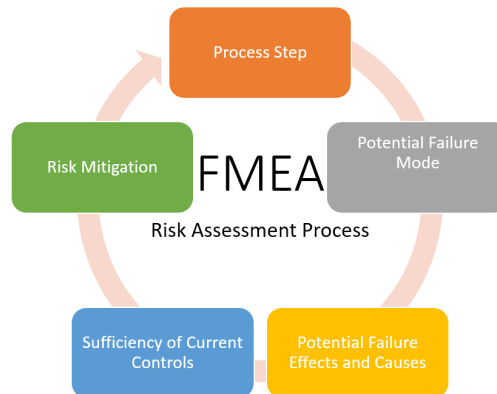 Process Step
Potential Failure
Mode
Risk Mitigation
FMEA
Risk Assessment Process
Sufficiency of Current
Controls
Potential Failure
Effects and Causes